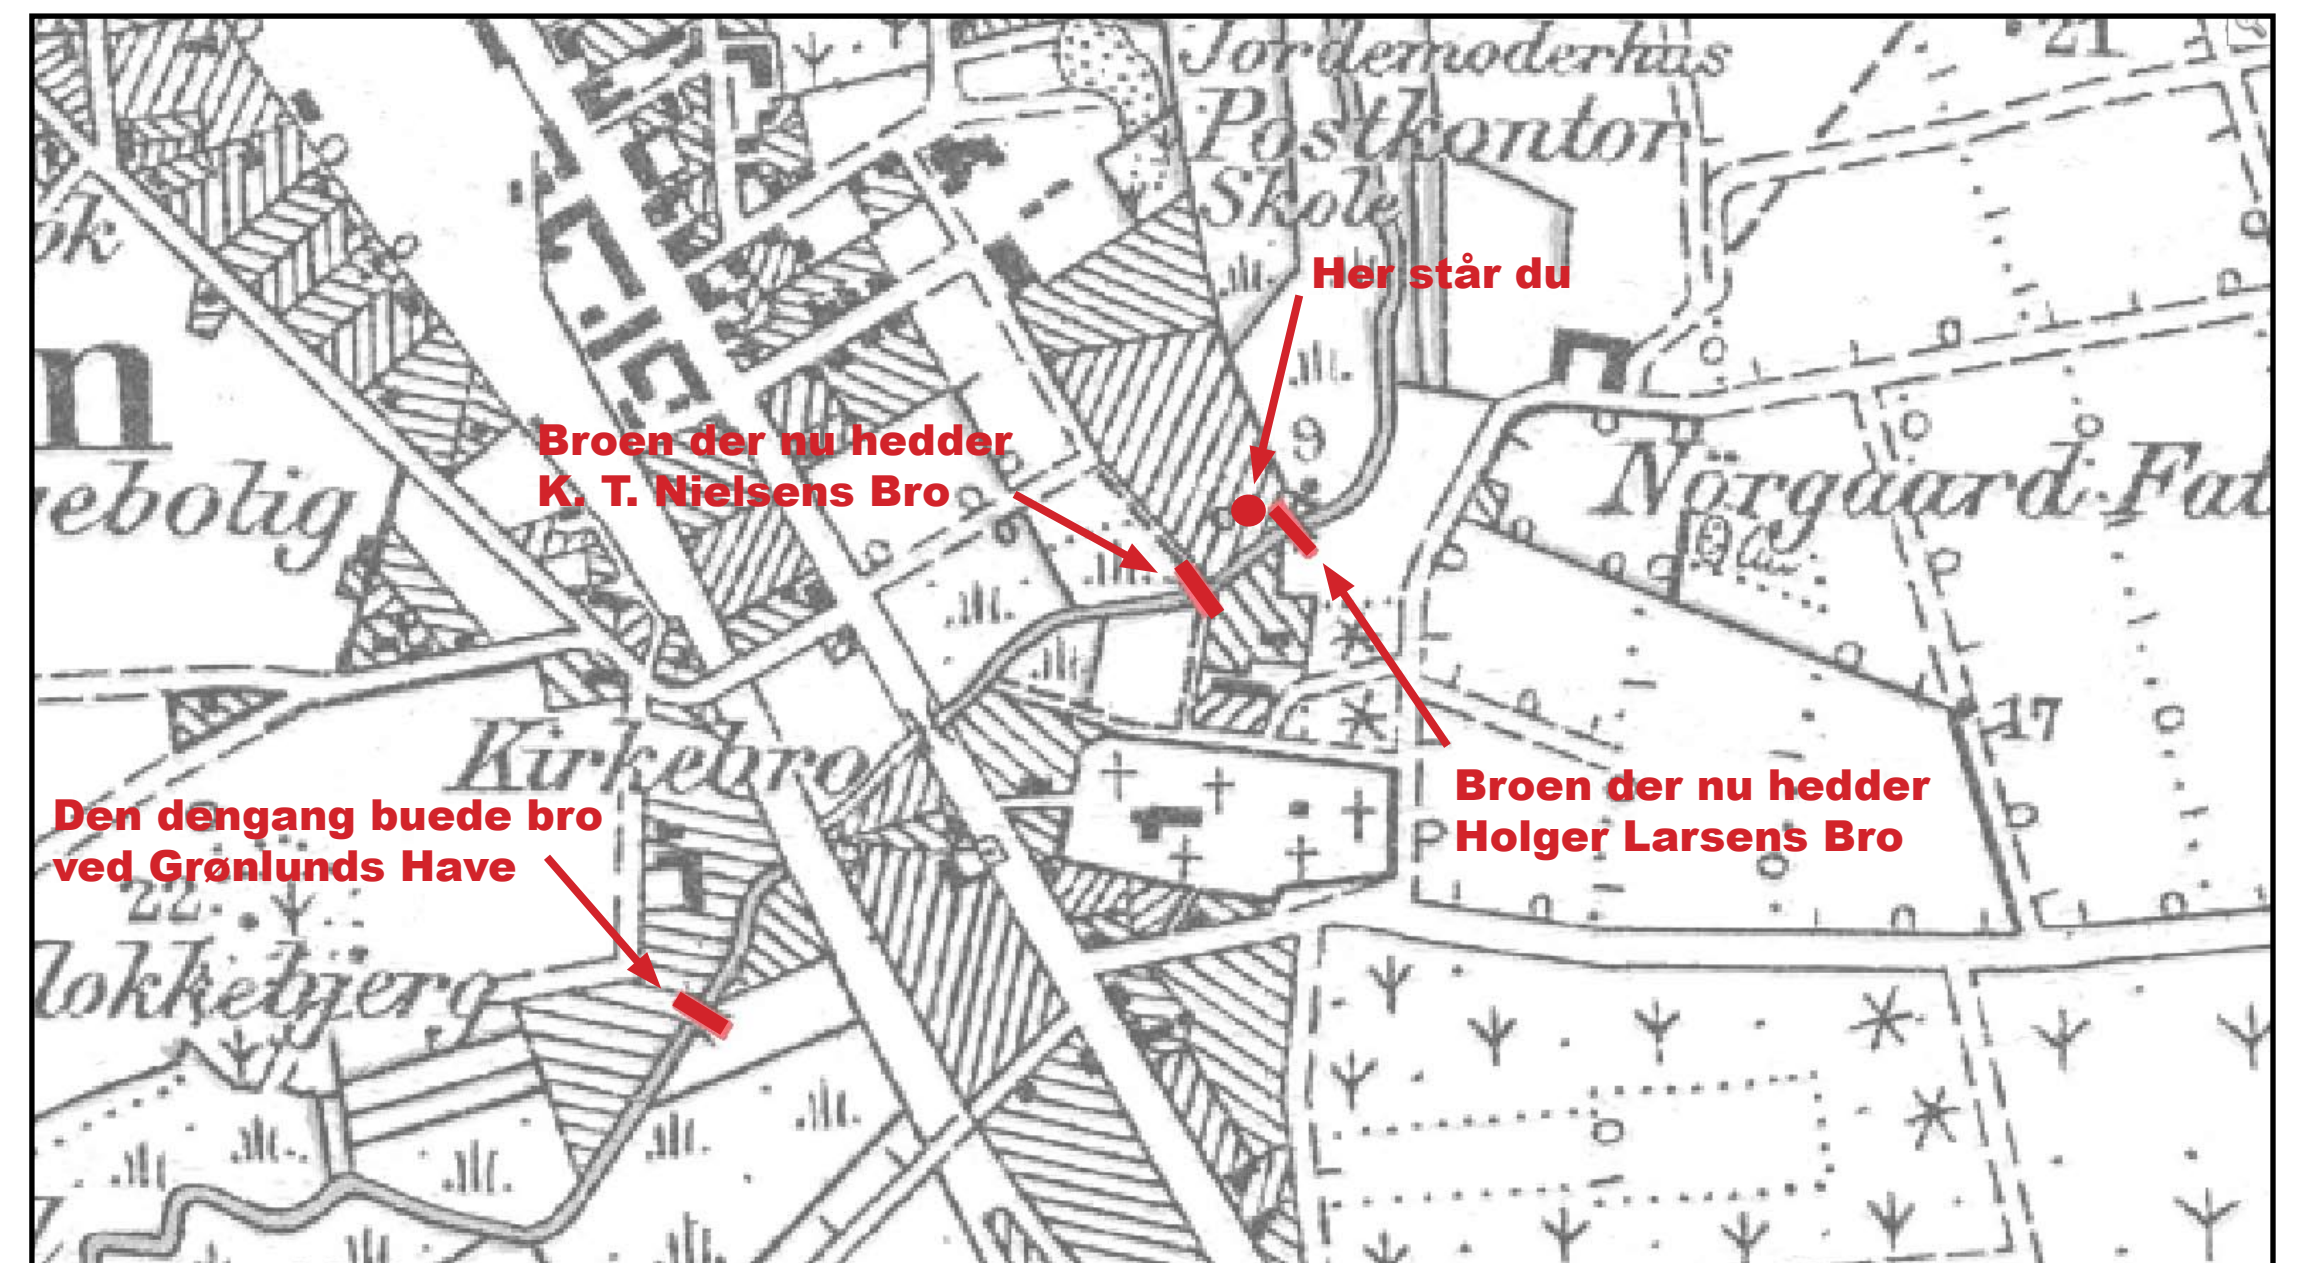 Jordemoderhus
21
Postkontor
Skole
øk
Her står du
n
9
Broen der nu hedder
K. T. Nielsens Bro
Nörgaard
ebolig
17
Kirkebro
Broen der nu hedder
Holger Larsens Bro
Den dengang buede bro
ved Grønlunds Have
22
lokkebjerg